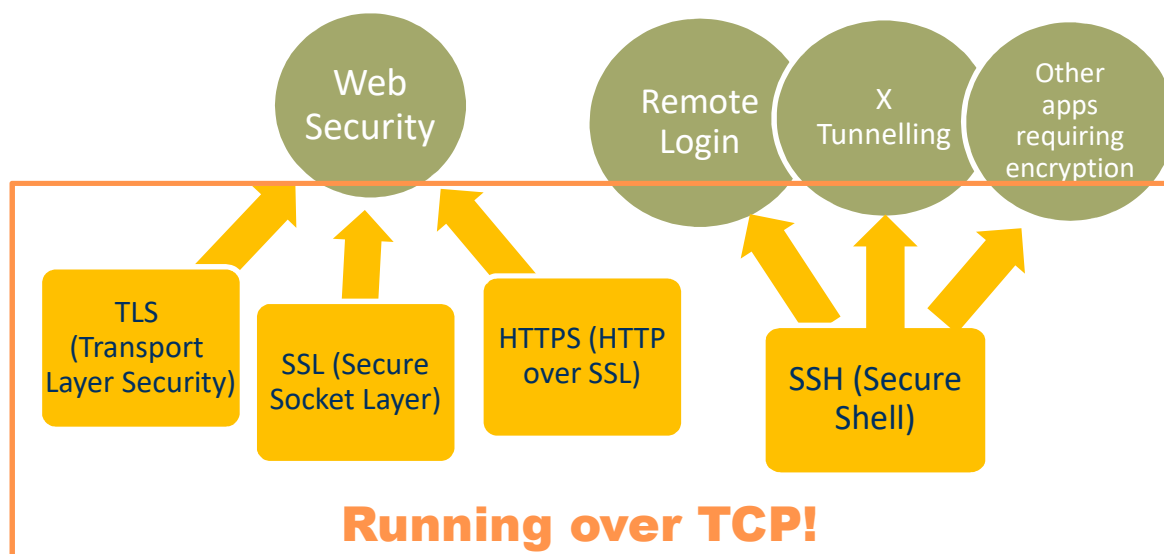 Web
Security
Remote
Login
X
Tunnelling
Other
apps
requiring
encryption
TLS
(Transport
Layer Security)
SSL (Secure
Socket Layer)
HTTPS (HTTP
over SSL)
SSH (Secure
Shell)
Running over TCP!